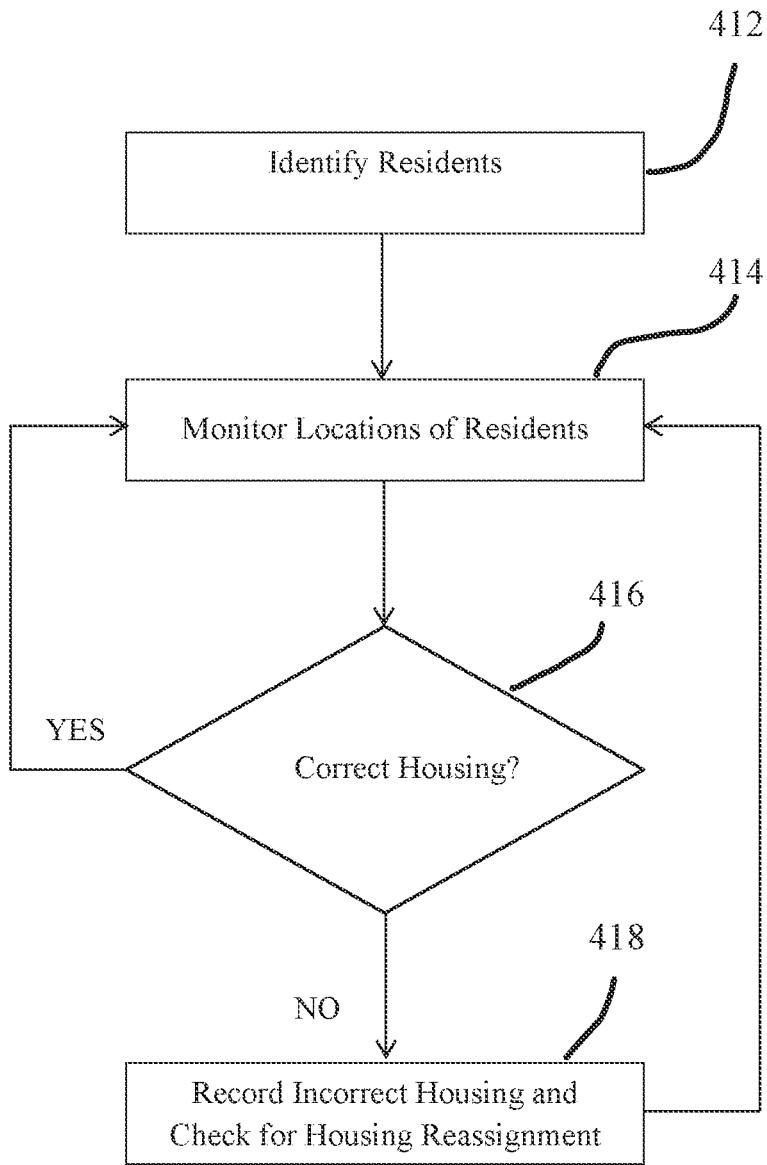 412
Identify Residents
414
Monitor Locations of Residents
416
YES
Correct Housing?
418
NO
Record Incorrect Housing and
Check for Housing Reassignment